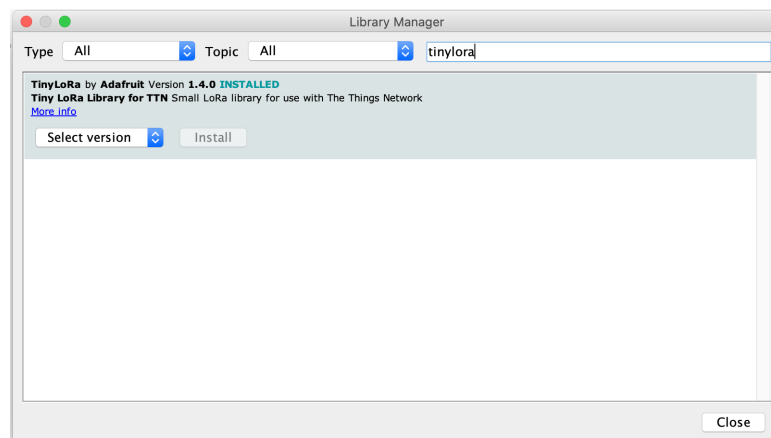 Library Manager
Type All Topic All tinylora
TinyLoRa by Adafruit Version 1.4.0 INSTALLED
Tiny LoRa Library for TTN Small LoRa library for use with The Things Network
More info
Select version Install
Close